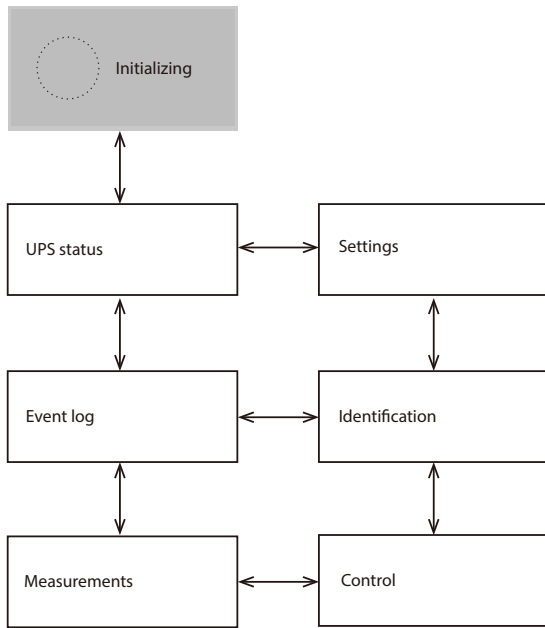 Initializing
UPS status
Settings
Event log
Identification
Measurements
Control